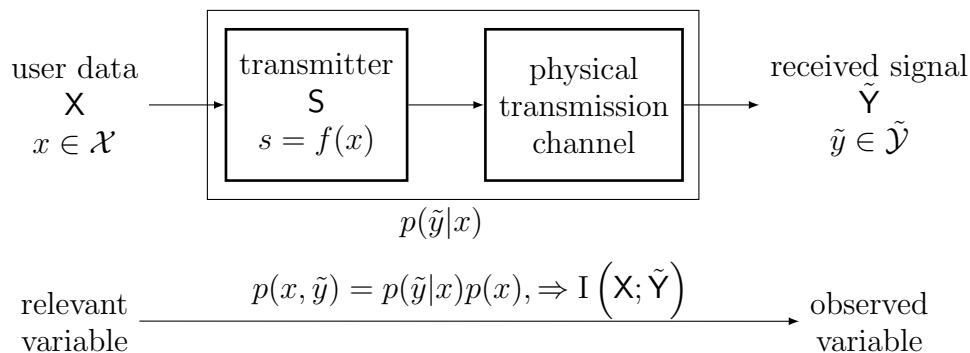 user data
X
x ∈ 𝒳
transmitter
S
s = f(x)
physical
transmission
channel
received signal
Ỹ
ỹ ∈ 𝒴̃
p(ỹ|x)
relevant
variable
p(x, ỹ) = p(ỹ|x)p(x), ⇒ I (X; Ỹ)
observed
variable